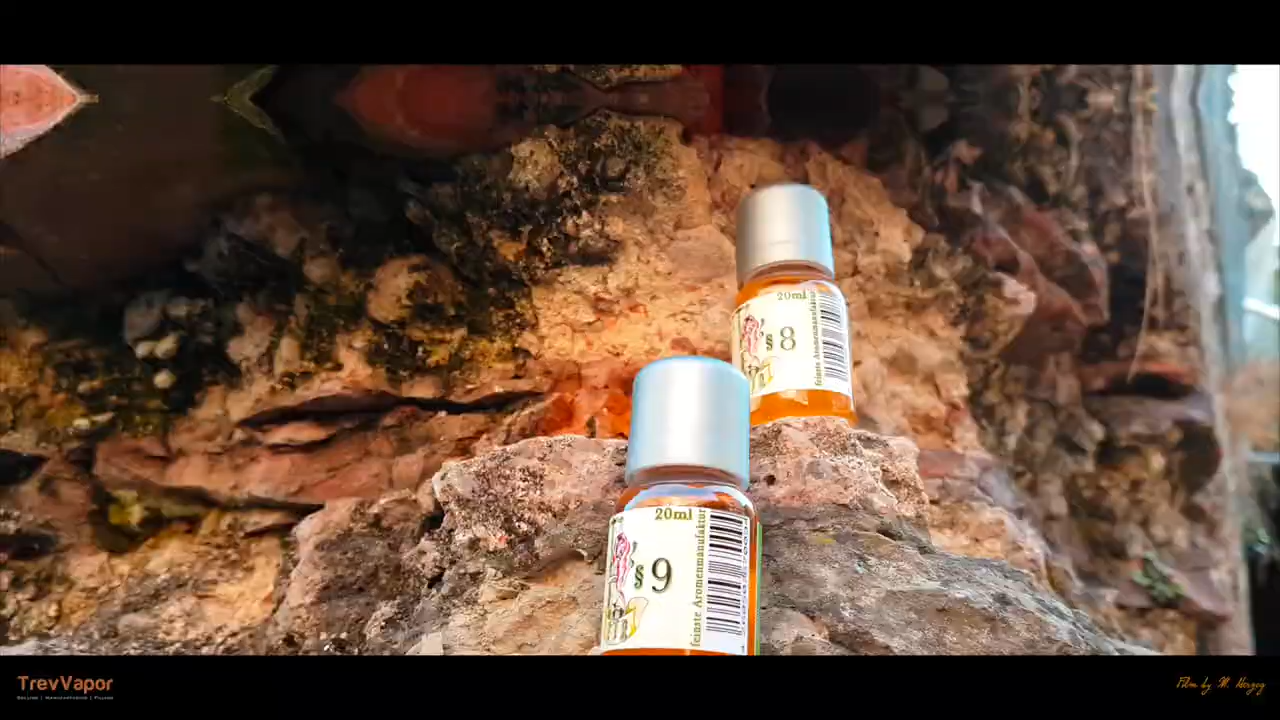 20ml
§ 8
feinste Aromenmanufaktur
20ml
's § 9
feinste Aromenmanufaktur
TrevVapor
Film by M. Herzog